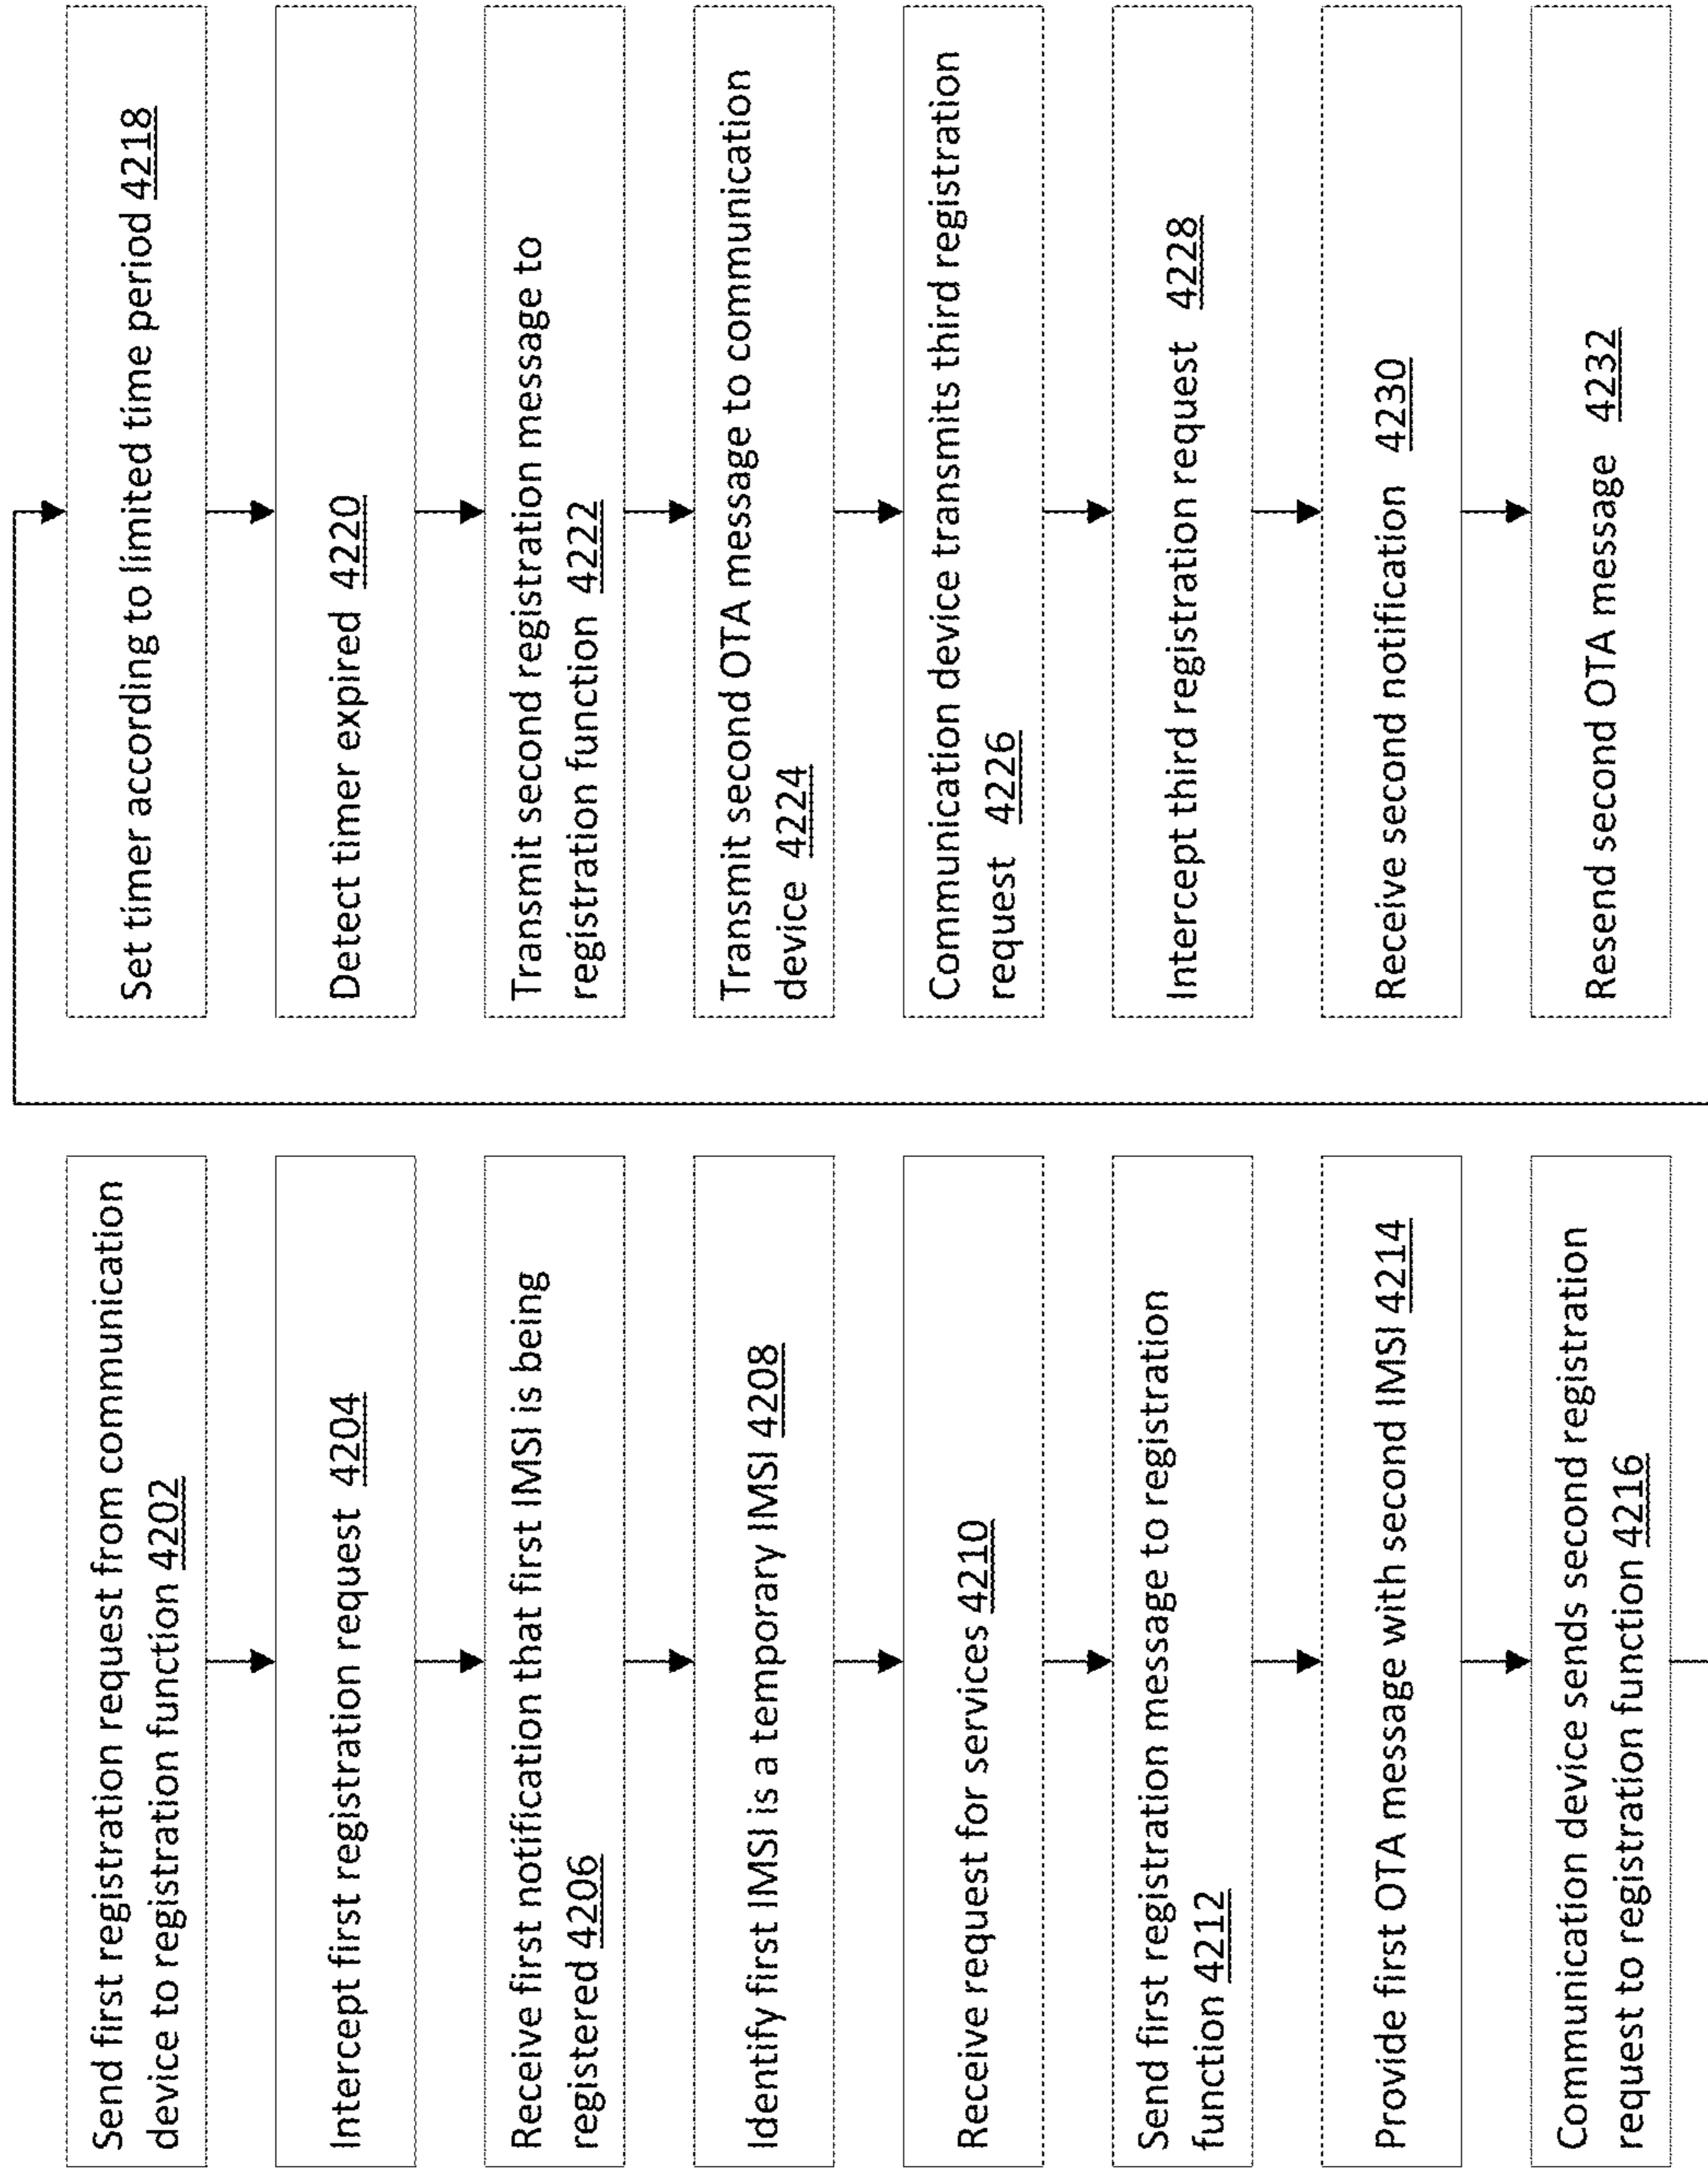 Send first registration request from communication
device to registration function 4202
Intercept first registration request 4204
Receive first notification that first IMSI is being
registered 4206
Identify first IMSI is a temporary IMSI 4208
Receive request for services 4210
Send first registration message to registration
function 4212
Provide first OTA message with second IMSI 4214
Communication device sends second registration
request to registration function 4216
Set timer according to limited time period 4218
Detect timer expired 4220
Transmit second registration message to
registration function 4222
Transmit second OTA message to communication
device 4224
Communication device transmits third registration
request 4226
Intercept third registration request 4228
Receive second notification 4230
Resend second OTA message 4232